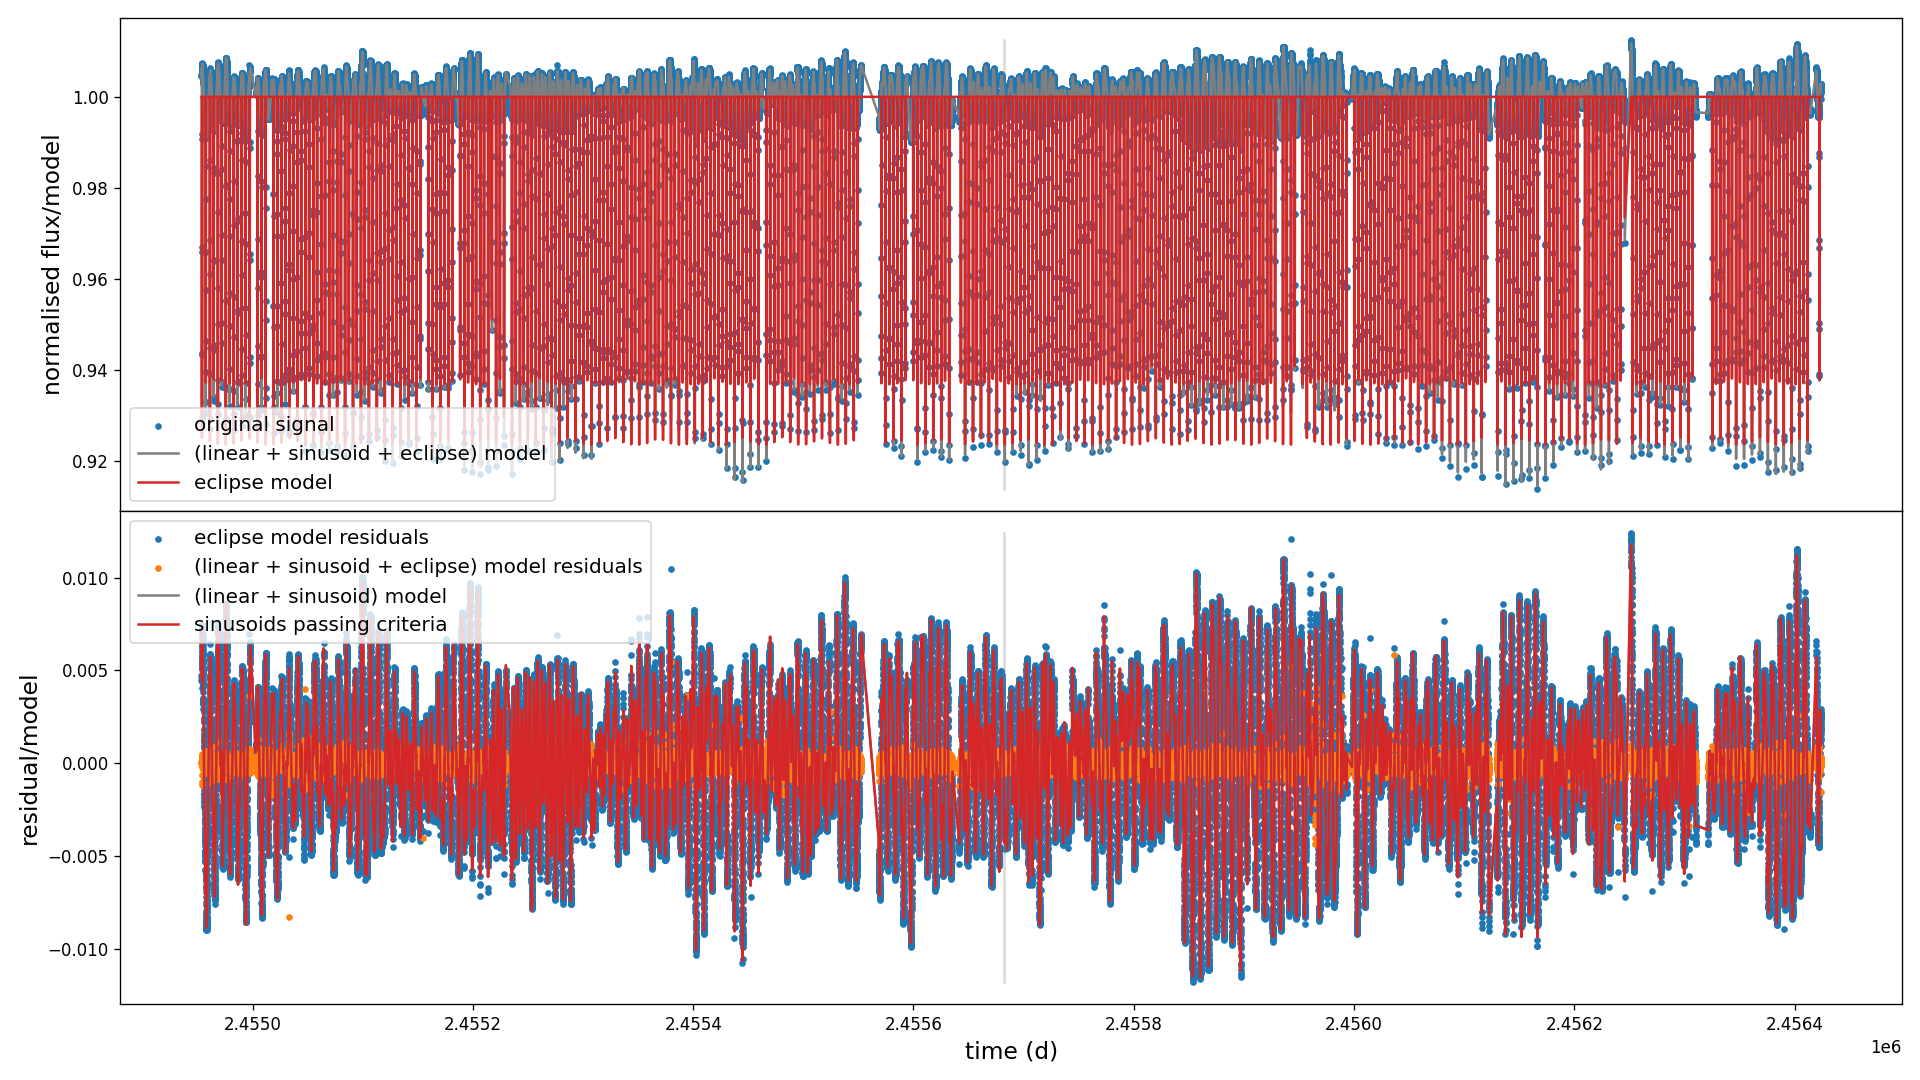 normalised flux/model
1.00
0.98
0.96
0.94
0.92
original signal
(linear + sinusoid + eclipse) model
eclipse model
residual/model
0.010
0.005
0.000
−0.005
−0.010
eclipse model residuals
(linear + sinusoid + eclipse) model residuals
(linear + sinusoid) model
sinusoids passing criteria
2.4550 2.4552 2.4554 2.4556 2.4558 2.4560 2.4562 2.4564
time (d)
1e6